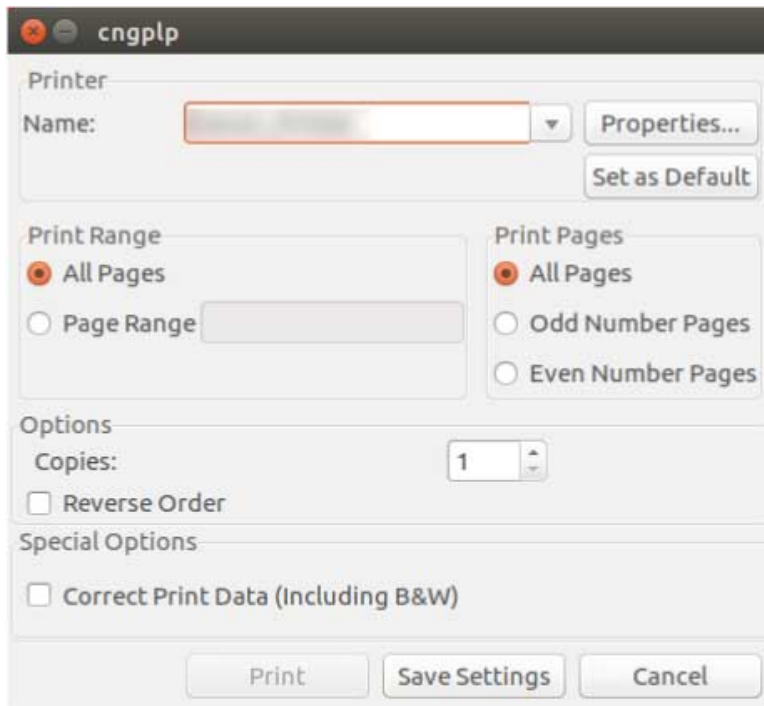 cngplp
Printer
Name:
Properties...
Set as Default
Print Range
All Pages
Page Range
Print Pages
All Pages
Odd Number Pages
Even Number Pages
Options
Copies: 1
Reverse Order
Special Options
Correct Print Data (Including B&W)
Print Save Settings Cancel